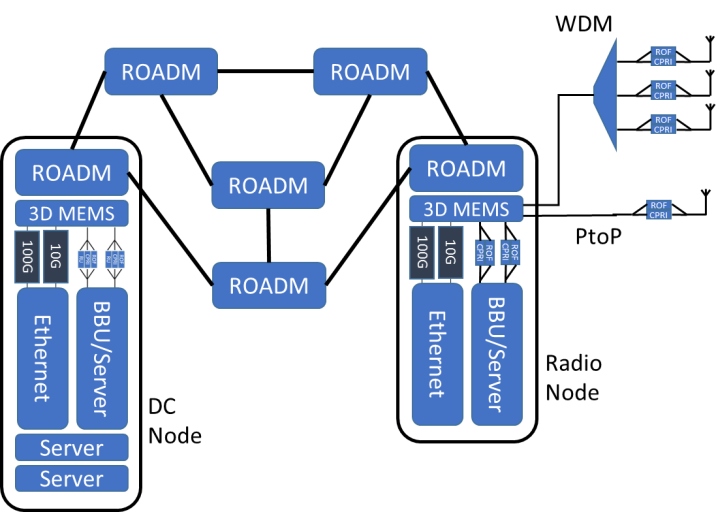 WDM
ROADM
ROADM
ROF
CPRI
ROF
CPRI
ROF
CPRI
ROADM
3D MEMS
100G
10G
ROF
CPRI
RU
ROF
CPRI
RU
Ethernet
BBU/Server
Server
Server
DC
Node
ROADM
ROADM
ROADM
3D MEMS
100G
10G
ROF
CPRI
ROF
CPRI
Ethernet
BBU/Server
Radio
Node
PtoP
ROF
CPRI